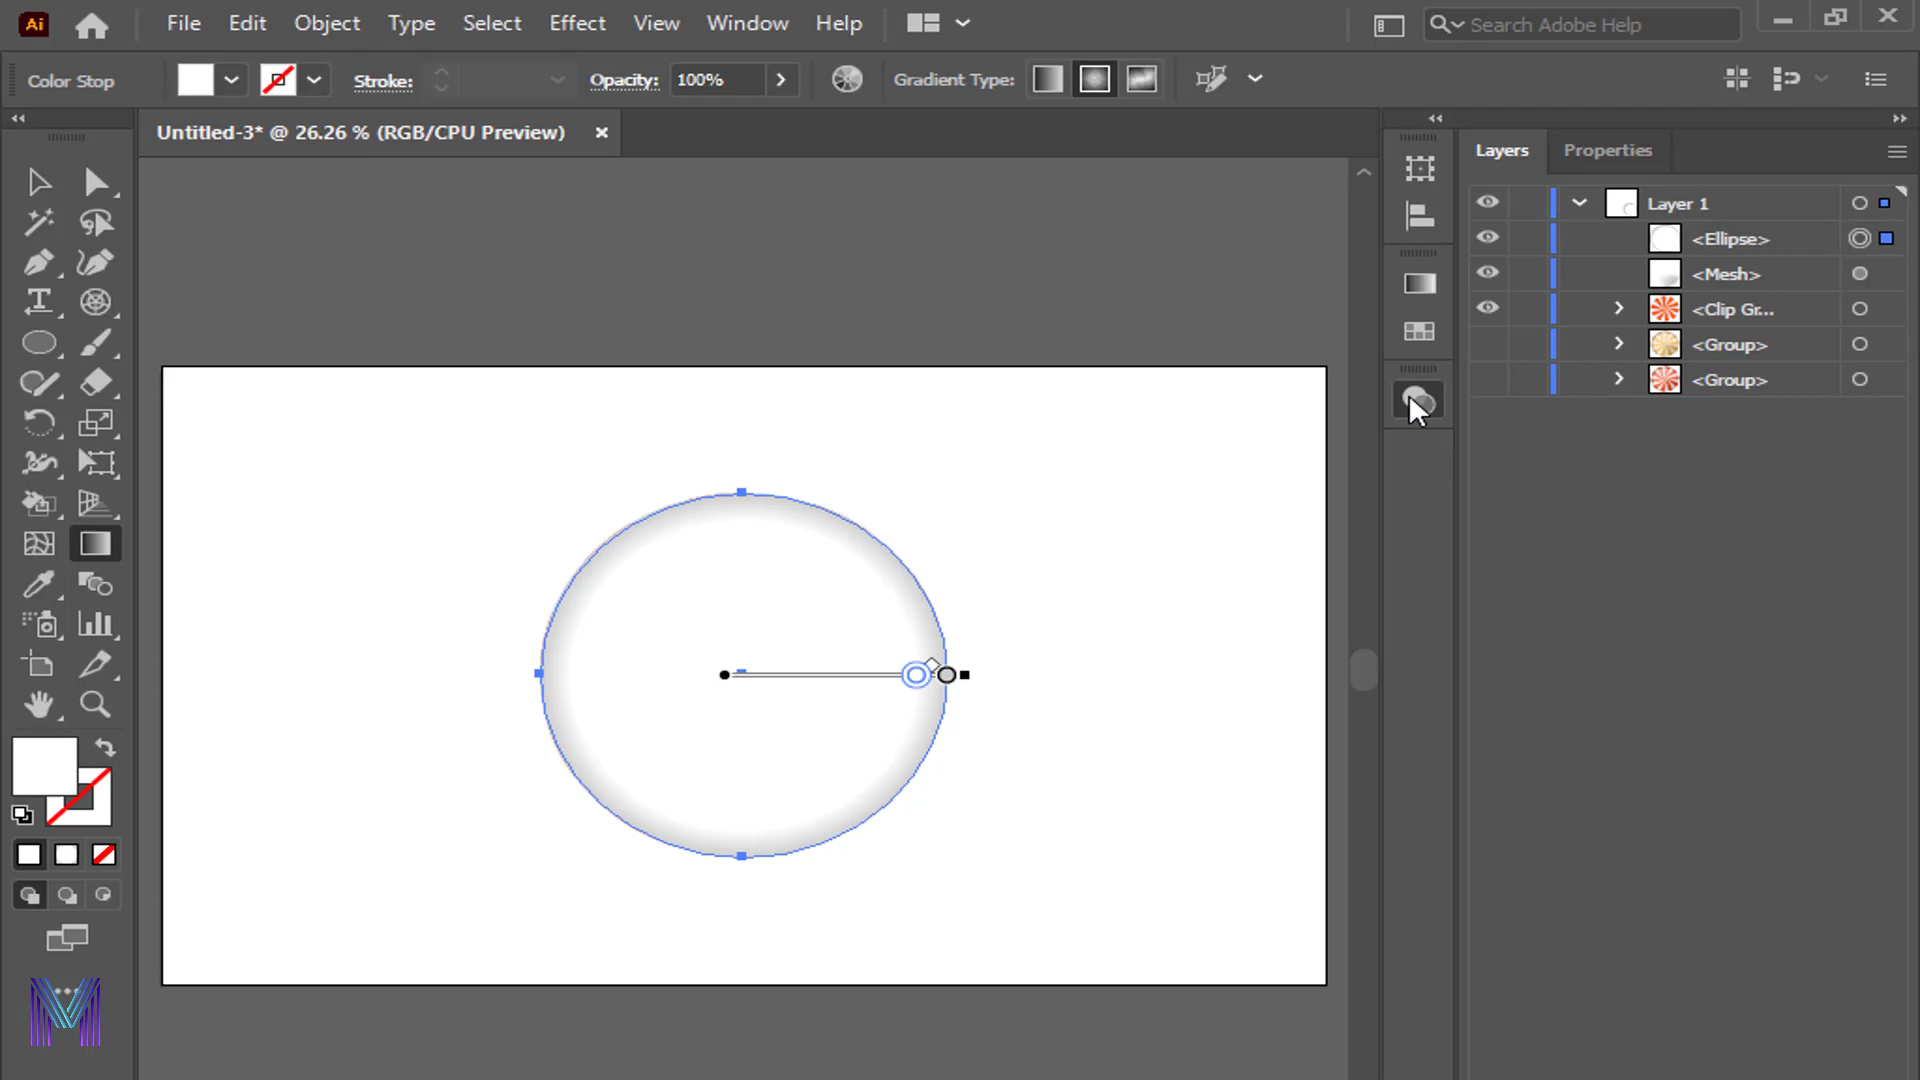 Ai File Edit Object Type Select Effect View Window Help Search Adobe Help
Color Stop Stroke: Opacity: 100% Gradient Type:
Untitled-3* @ 26.26 % (RGB/CPU Preview)
Layers Properties
Layer 1
<Ellipse>
<Mesh>
<Clip Gr...
<Group>
<Group>
M